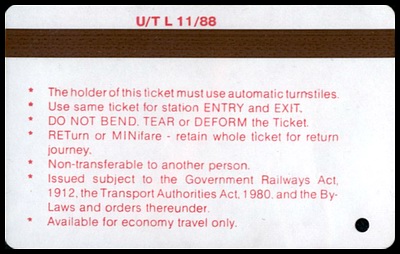 U/T L 11/88
* The holder of this ticket must use automatic turnstiles.
* Use same ticket for station ENTRY and EXIT.
* DO NOT BEND, TEAR or DEFORM the Ticket.
* RETurn or MINifare - retain whole ticket for return
journey.
* Non-transferable to another person.
* Issued subject to the Government Railways Act,
1912, the Transport Authorities Act, 1980, and the By-
Laws and orders thereunder.
* Available for economy travel only.